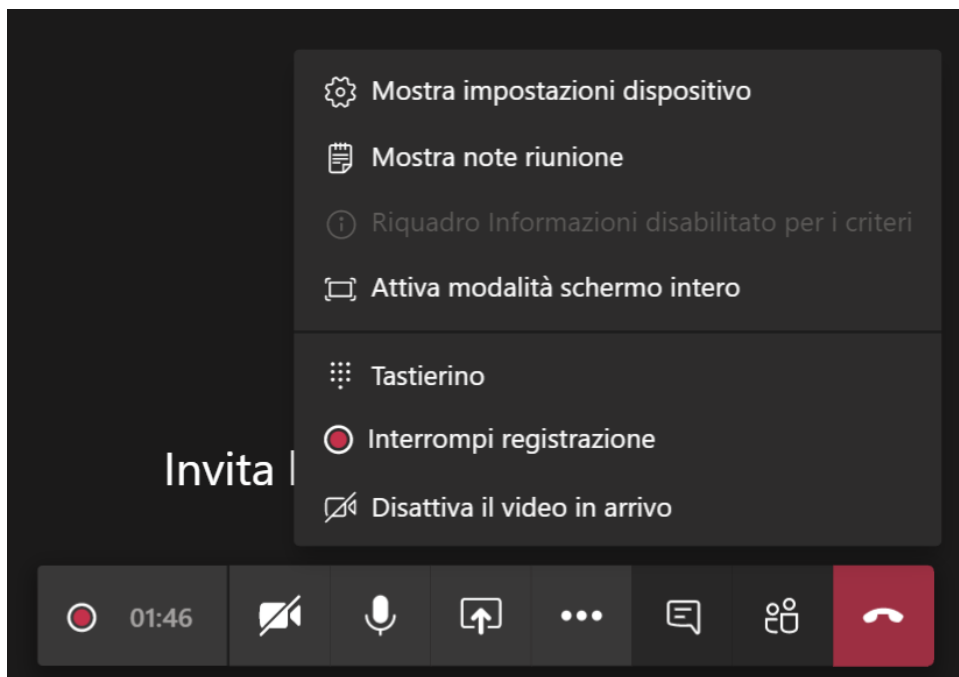 Mostra impostazioni dispositivo
Mostra note riunione
Riquadro Informazioni disabilitato per i criteri
Attiva modalità schermo intero
Tastierino
Interrompi registrazione
Disattiva il video in arrivo
Invita
01:46